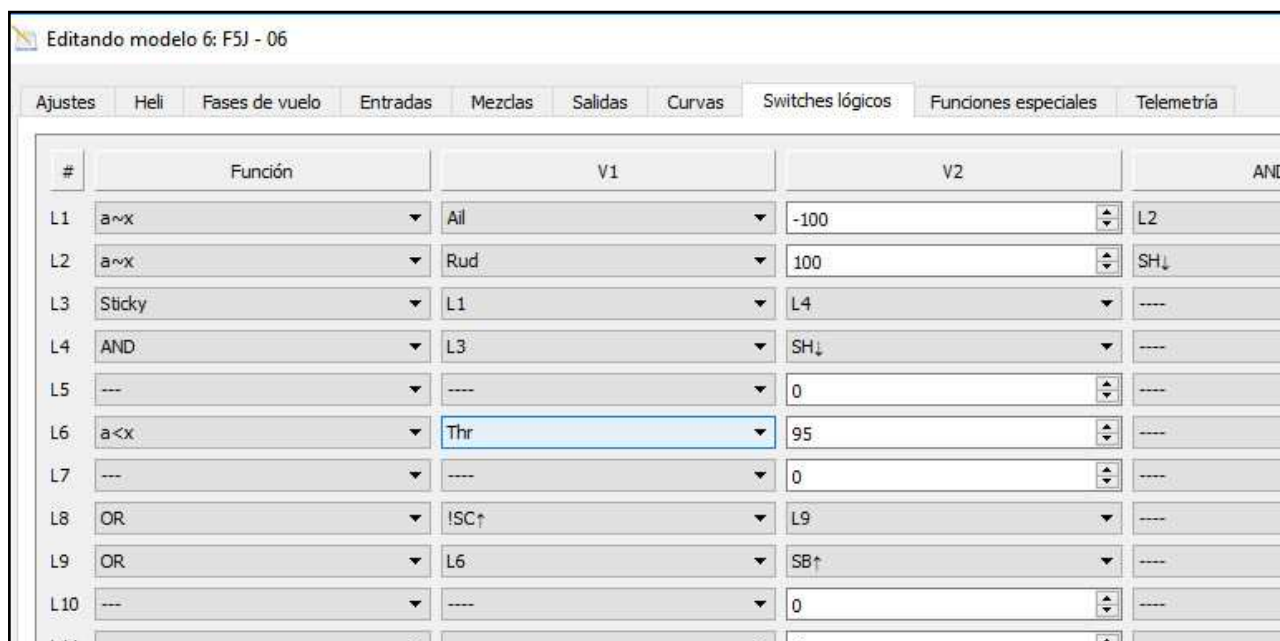 Editando modelo 6: F5J - 06
Ajustes Heli Fases de vuelo Entradas Mezclas Salidas Curvas Switches lógicos Funciones especiales Telemetría
# Función V1 V2
L1 a~x Ail -100 L2
L2 a~x Rud 100 SH↓
L3 Sticky L1 L4 ----
L4 AND L3 SH↓ ----
L5 --- ---- 0 ----
L6 a<x Thr 95 ----
L7 --- ---- 0 ----
L8 OR !SC↑ L9 ----
L9 OR L6 SB↑ ----
L10 --- ---- 0 ----